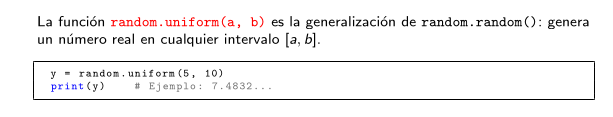 La función random.uniform(a, b) es la generalización de random.random(): genera
un número real en cualquier intervalo [a, b].
y = random.uniform(5, 10)
print(y)    # Ejemplo: 7.4832...